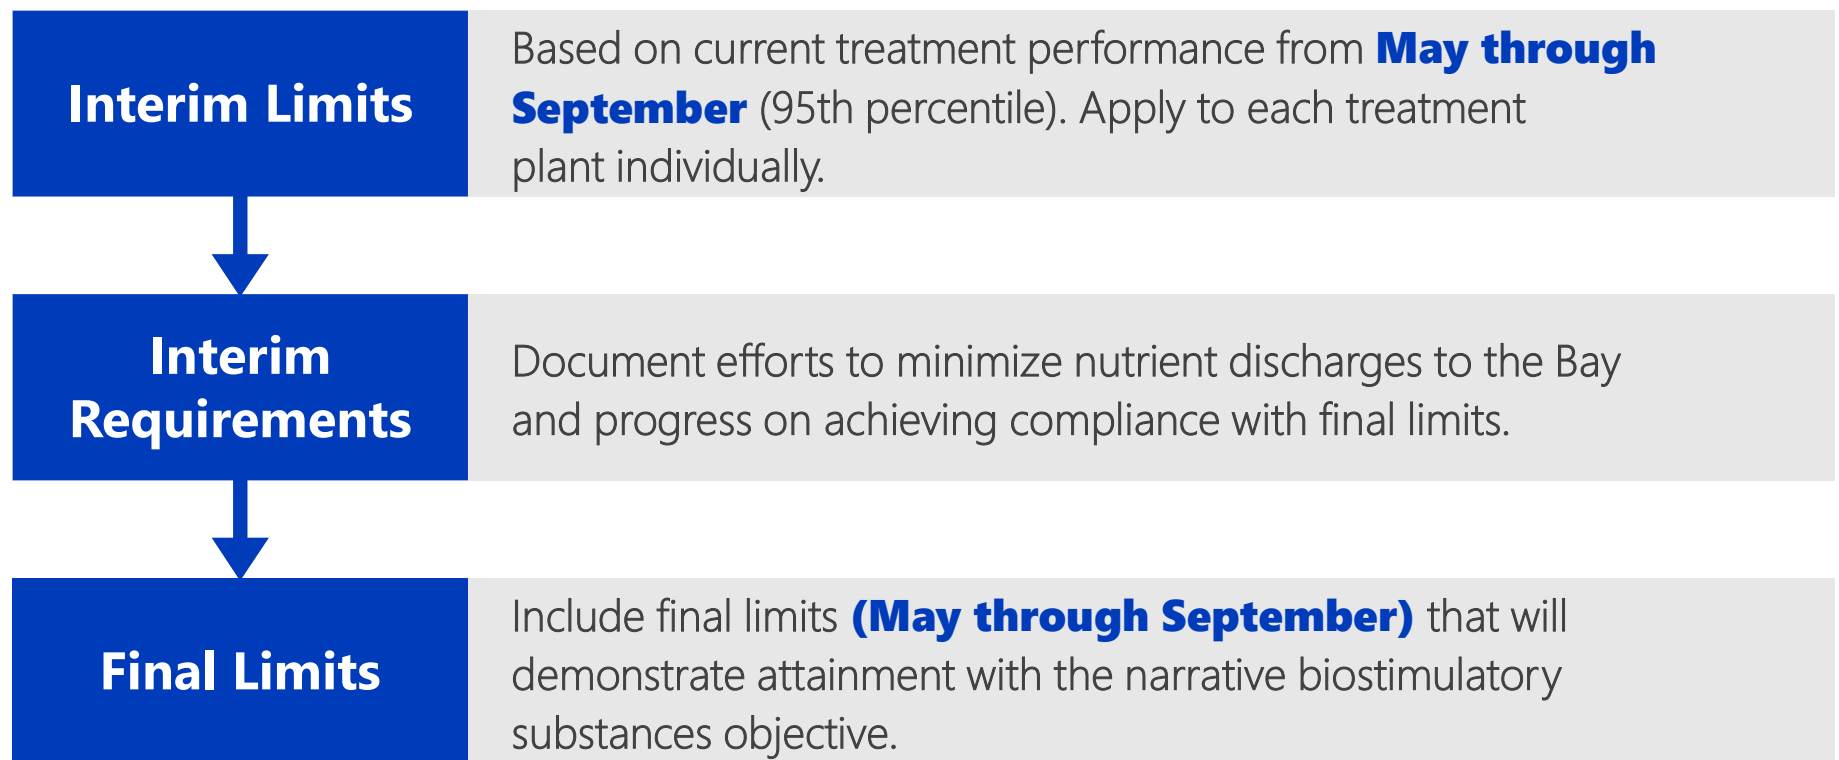 Interim Limits
Based on current treatment performance from May through
September (95th percentile). Apply to each treatment
plant individually.
Interim
Requirements
Document efforts to minimize nutrient discharges to the Bay
and progress on achieving compliance with final limits.
Final Limits
Include final limits (May through September) that will
demonstrate attainment with the narrative biostimulatory
substances objective.